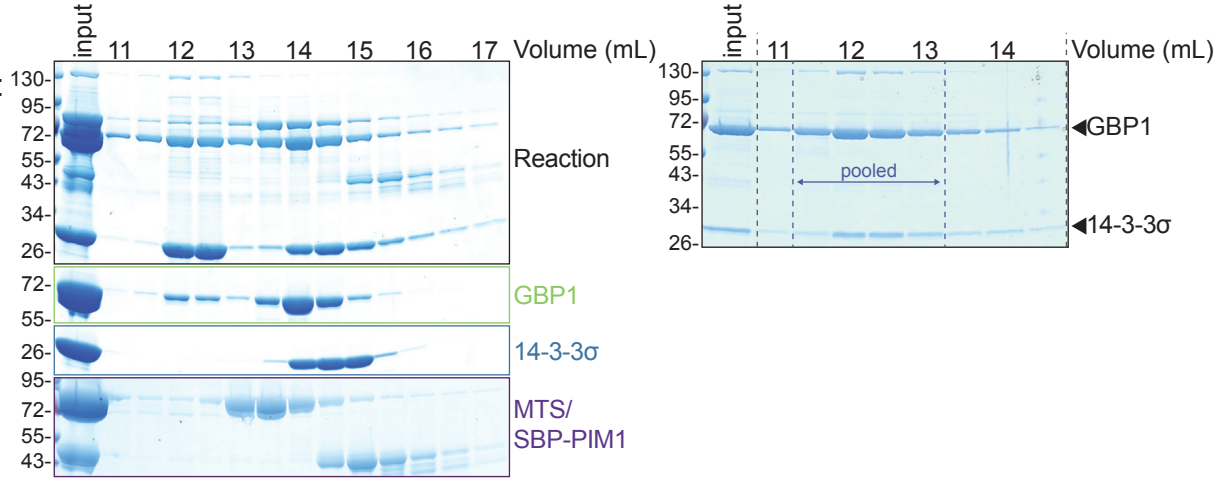 input 11 12 13 14 15 16 17 Volume (mL)
130-
95-
72-
55-
43-
34-
26-
Reaction
72-
55-
GBP1
26-
14-3-3σ
95-
72-
55-
43-
MTS/
SBP-PIM1
input 11 12 13 14 Volume (mL)
130-
95-
72-
55-
43-
34-
26-
pooled
◄GBP1
◄14-3-3σ